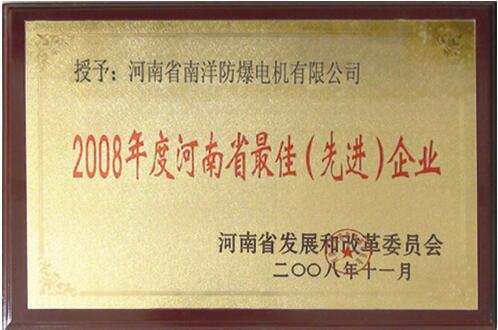 授予：河南省南洋防爆电机有限公司
2008年度河南省最佳(先进)企业
河南省发展和改革委员会
二〇〇八年十一月